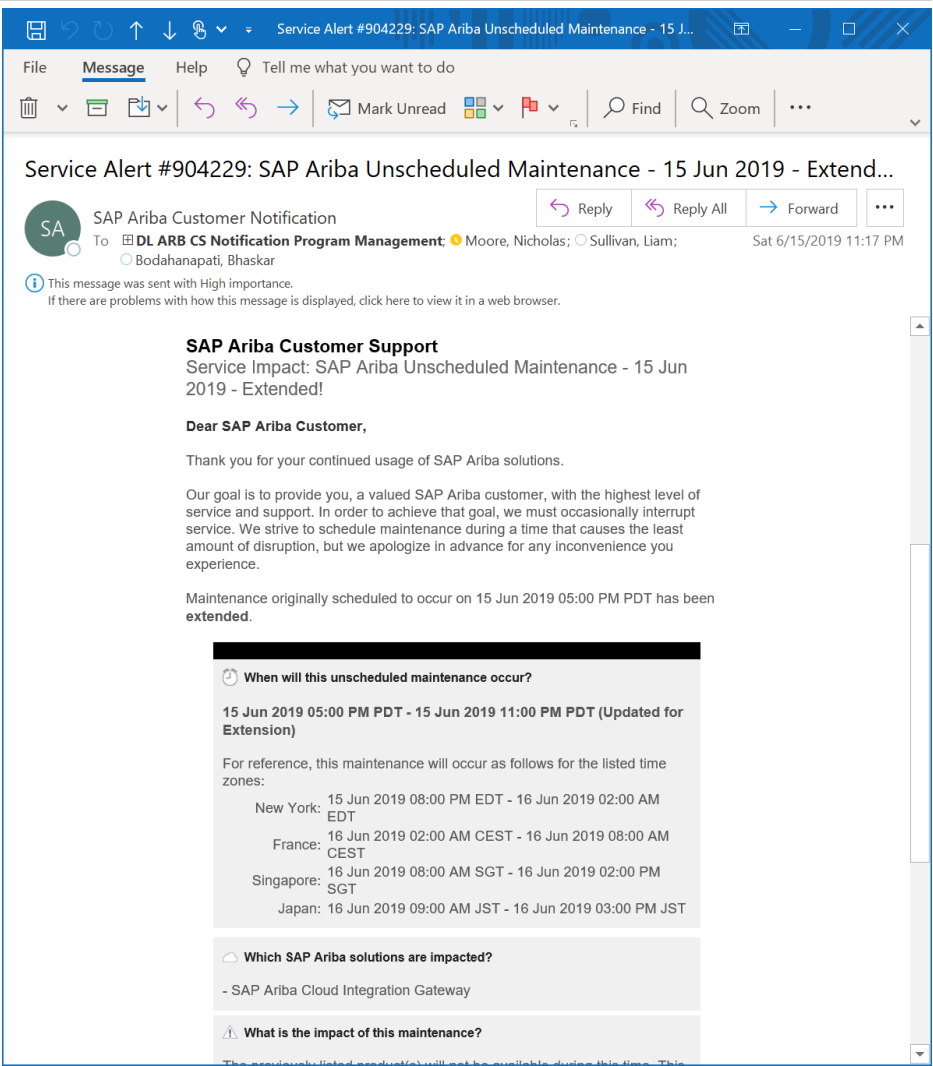 Service Alert #904229: SAP Ariba Unscheduled Maintenance - 15 J...
File Message Help Tell me what you want to do
Mark Unread Find Zoom
Service Alert #904229: SAP Ariba Unscheduled Maintenance - 15 Jun 2019 - Extend...
SA
SAP Ariba Customer Notification
Reply Reply All Forward
To DL ARB CS Notification Program Management; Moore, Nicholas; Sullivan, Liam;
Bodahanapati, Bhaskar
Sat 6/15/2019 11:17 PM
This message was sent with High importance.
If there are problems with how this message is displayed, click here to view it in a web browser.
SAP Ariba Customer Support
Service Impact: SAP Ariba Unscheduled Maintenance - 15 Jun
2019 - Extended!
Dear SAP Ariba Customer,
Thank you for your continued usage of SAP Ariba solutions.
Our goal is to provide you, a valued SAP Ariba customer, with the highest level of
service and support. In order to achieve that goal, we must occasionally interrupt
service. We strive to schedule maintenance during a time that causes the least
amount of disruption, but we apologize in advance for any inconvenience you
experience.
Maintenance originally scheduled to occur on 15 Jun 2019 05:00 PM PDT has been
extended.
When will this unscheduled maintenance occur?
15 Jun 2019 05:00 PM PDT - 15 Jun 2019 11:00 PM PDT (Updated for
Extension)
For reference, this maintenance will occur as follows for the listed time
zones:
New York: 15 Jun 2019 08:00 PM EDT - 16 Jun 2019 02:00 AM
EDT
France: 16 Jun 2019 02:00 AM CEST - 16 Jun 2019 08:00 AM
CEST
Singapore: 16 Jun 2019 08:00 AM SGT - 16 Jun 2019 02:00 PM
SGT
Japan: 16 Jun 2019 09:00 AM JST - 16 Jun 2019 03:00 PM JST
Which SAP Ariba solutions are impacted?
- SAP Ariba Cloud Integration Gateway
What is the impact of this maintenance?
The previously listed product(s) will not be available during this time. This